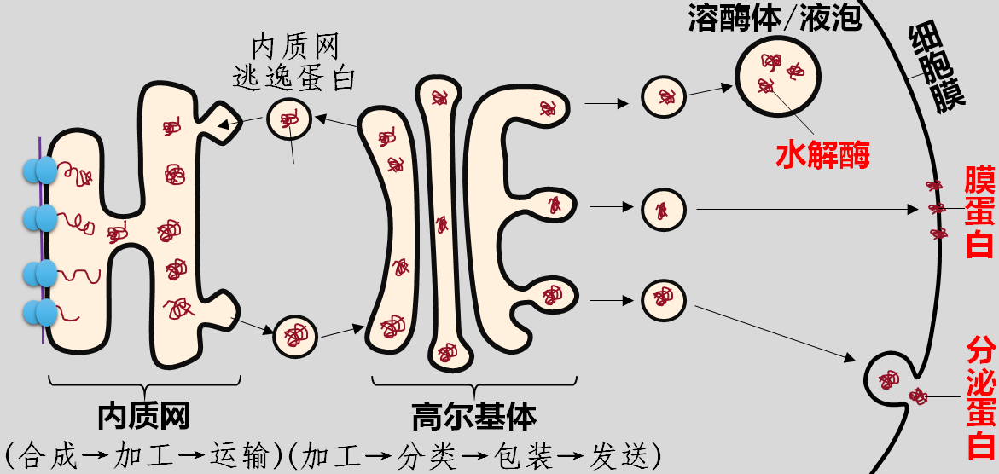 溶酶体/液泡
细胞膜
内质网
逃逸蛋白
水解酶
膜蛋白
分泌蛋白
内质网
高尔基体
(合成→加工→运输)(加工→分类→包装→发送)